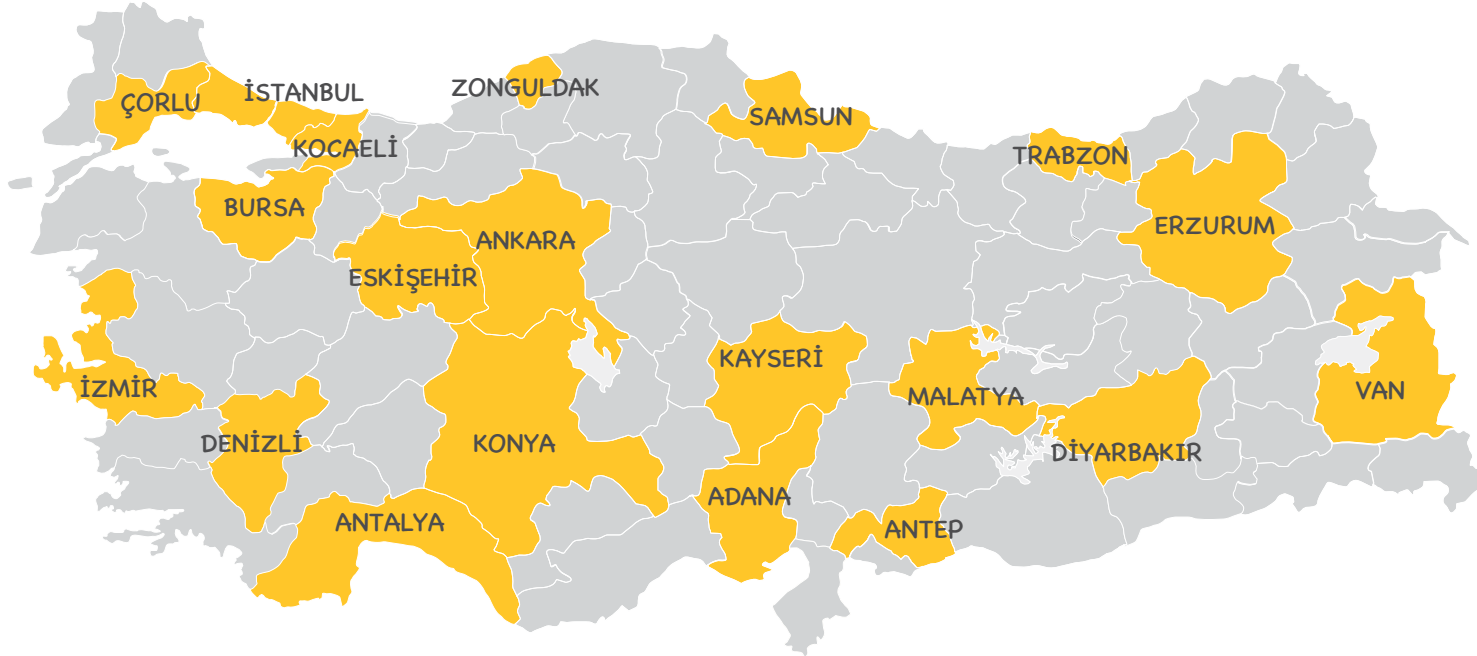 ZONGULDAK
İSTANBUL
ÇORLU
SAMSUN
KOCAELİ
TRABZON
BURSA
ERZURUM
ANKARA
ESKİŞEHİR
KAYSERİ
İZMİR
VAN
MALATYA
DENİZLİ
KONYA
DİYARBAKIR
ADANA
ANTALYA
ANTEP